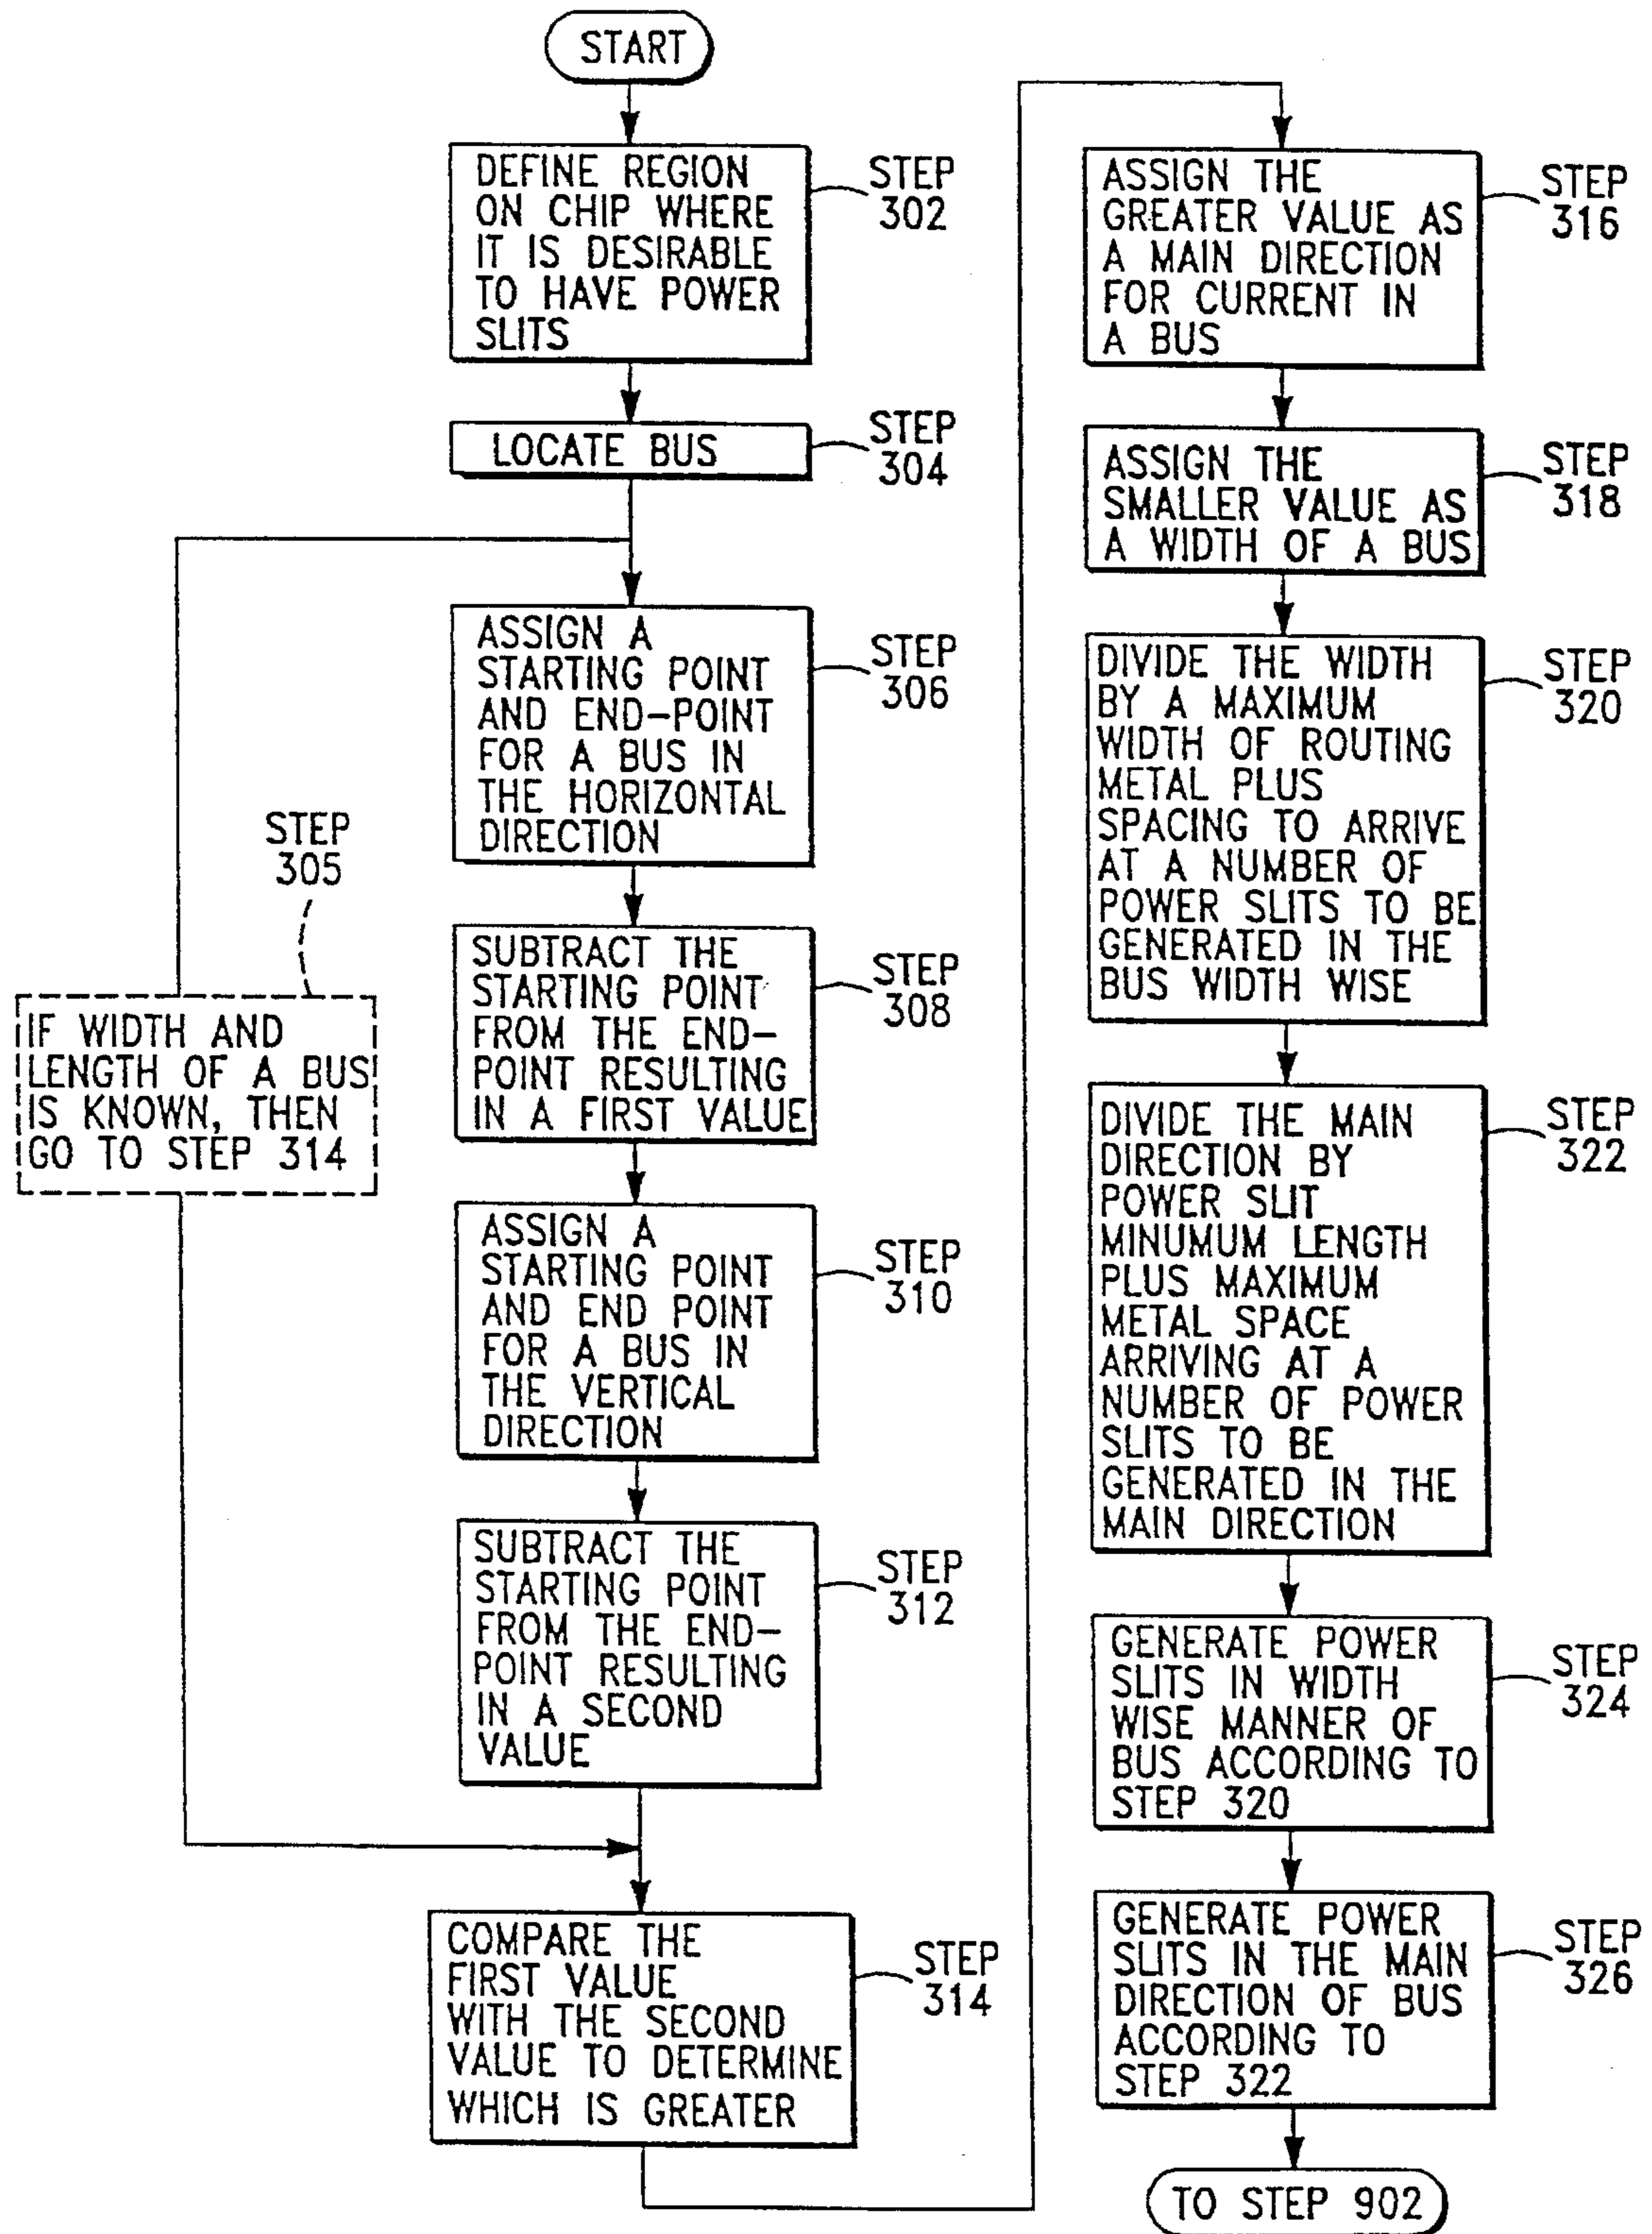 START
DEFINE REGION
ON CHIP WHERE
IT IS DESIRABLE
TO HAVE POWER
SLITS
STEP
302
LOCATE BUS
STEP
304
STEP
305
IF WIDTH AND
LENGTH OF A BUS
IS KNOWN, THEN
GO TO STEP 314
ASSIGN A
STARTING POINT
AND END-POINT
FOR A BUS IN
THE HORIZONTAL
DIRECTION
STEP
306
SUBTRACT THE
STARTING POINT
FROM THE END-
POINT RESULTING
IN A FIRST VALUE
STEP
308
ASSIGN A
STARTING POINT
AND END POINT
FOR A BUS IN
THE VERTICAL
DIRECTION
STEP
310
SUBTRACT THE
STARTING POINT
FROM THE END-
POINT RESULTING
IN A SECOND
VALUE
STEP
312
COMPARE THE
FIRST VALUE
WITH THE SECOND
VALUE TO DETERMINE
WHICH IS GREATER
STEP
314
ASSIGN THE
GREATER VALUE AS
A MAIN DIRECTION
FOR CURRENT IN
A BUS
STEP
316
ASSIGN THE
SMALLER VALUE AS
A WIDTH OF A BUS
STEP
318
DIVIDE THE WIDTH
BY A MAXIMUM
WIDTH OF ROUTING
METAL PLUS
SPACING TO ARRIVE
AT A NUMBER OF
POWER SLITS TO BE
GENERATED IN THE
BUS WIDTH WISE
STEP
320
DIVIDE THE MAIN
DIRECTION BY
POWER SLIT
MINUMUM LENGTH
PLUS MAXIMUM
METAL SPACE
ARRIVING AT A
NUMBER OF POWER
SLITS TO BE
GENERATED IN THE
MAIN DIRECTION
STEP
322
GENERATE POWER
SLITS IN WIDTH
WISE MANNER OF
BUS ACCORDING TO
STEP 320
STEP
324
GENERATE POWER
SLITS IN THE MAIN
DIRECTION OF BUS
ACCORDING TO
STEP 322
STEP
326
TO STEP 902